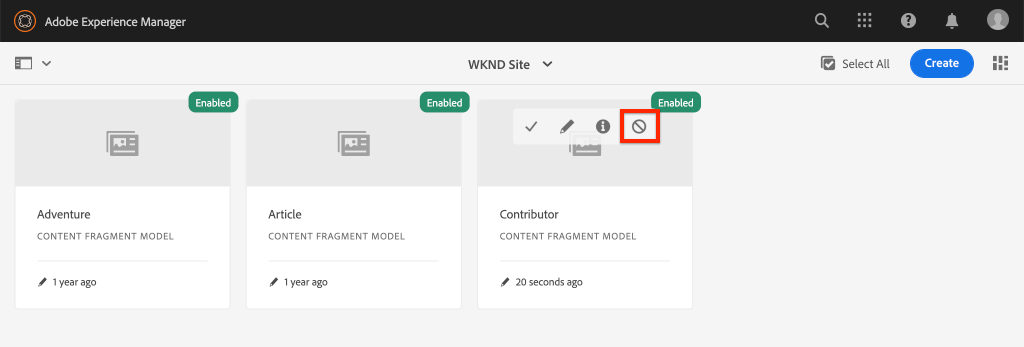 Adobe Experience Manager
WKND Site
Select All
Create
Enabled
Enabled
Enabled
Adventure
CONTENT FRAGMENT MODEL
1 year ago
Article
CONTENT FRAGMENT MODEL
1 year ago
Contributor
CONTENT FRAGMENT MODEL
20 seconds ago